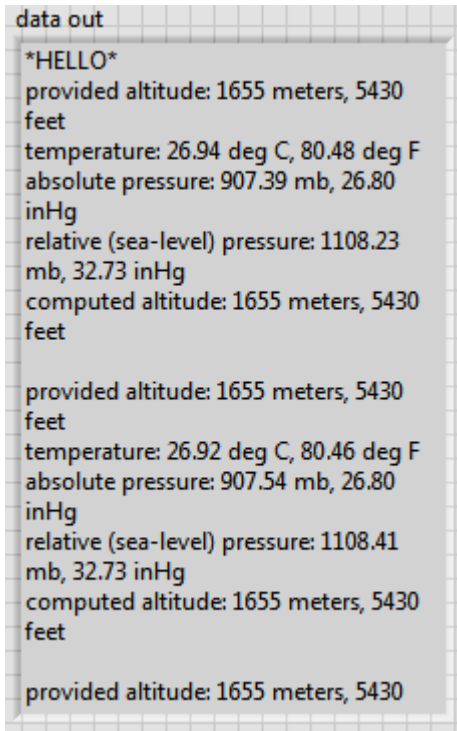 data out
*HELLO*
provided altitude: 1655 meters, 5430
feet
temperature: 26.94 deg C, 80.48 deg F
absolute pressure: 907.39 mb, 26.80
inHg
relative (sea-level) pressure: 1108.23
mb, 32.73 inHg
computed altitude: 1655 meters, 5430
feet
provided altitude: 1655 meters, 5430
feet
temperature: 26.92 deg C, 80.46 deg F
absolute pressure: 907.54 mb, 26.80
inHg
relative (sea-level) pressure: 1108.41
mb, 32.73 inHg
computed altitude: 1655 meters, 5430
feet
provided altitude: 1655 meters, 5430